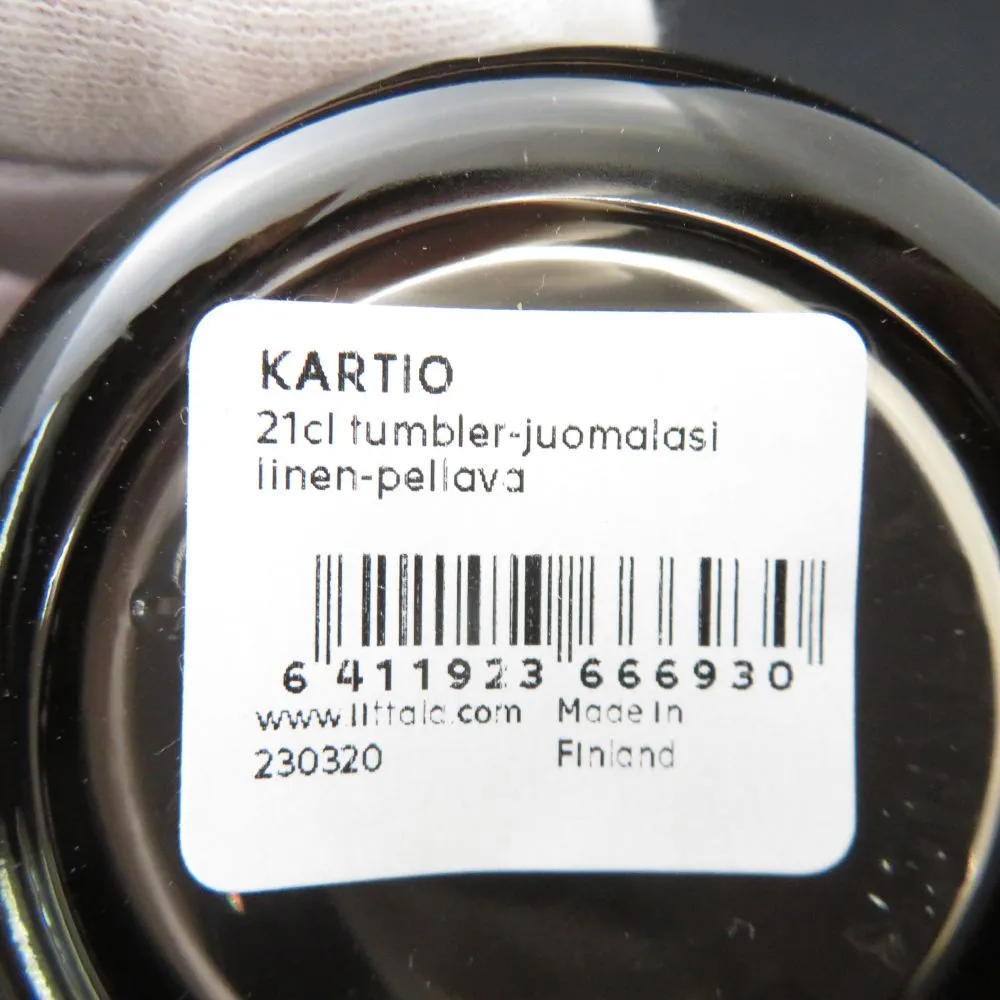 KARTIO
21cl tumbler-juomalasi
linen-pellava
6 411923 666930
www.iittala.com Made in
230320 Finland